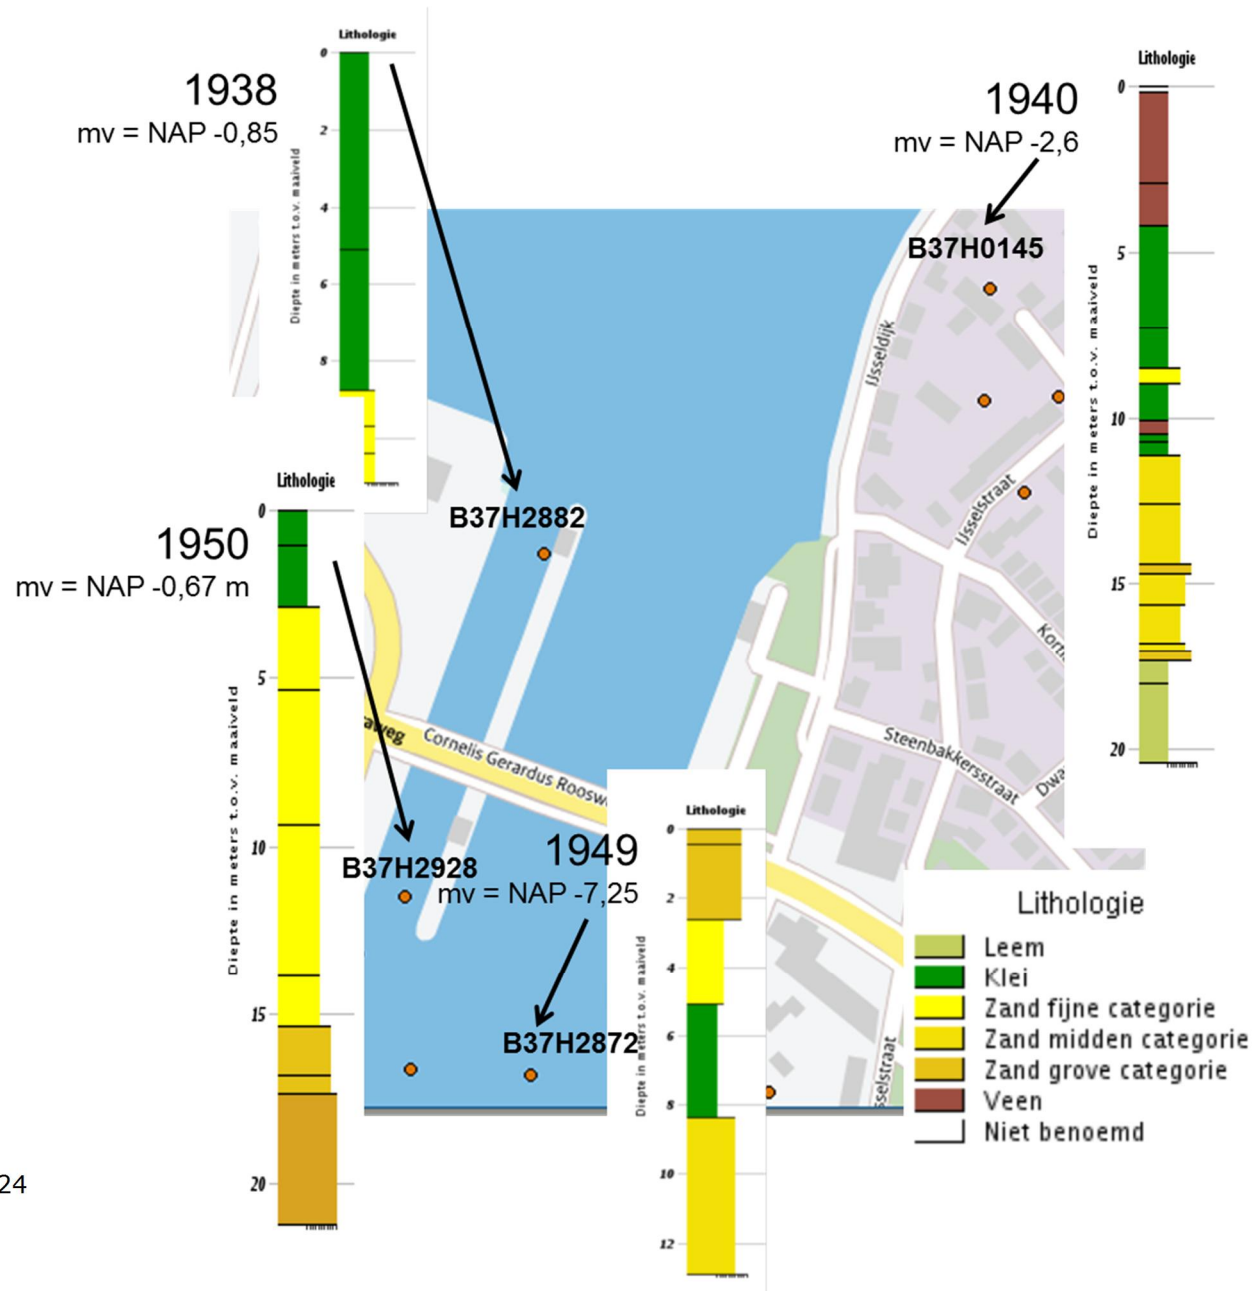 Lithologie
0
2
4
6
8
Diepte in meters t.o.v. maaiveld
1938
mv = NAP -0,85
1940
mv = NAP -2,6
Lithologie
0
5
10
15
20
Diepte in meters t.o.v. maaiveld
B37H0145
IJsseldijk
IJsselstraat
Steenbakkersstraat
B37H2882
Lithologie
0
5
10
15
20
Diepte in meters t.o.v. maaiveld
1950
mv = NAP -0,67 m
aweg
Cornelis Gerardus Roosw
B37H2928
1949
mv = NAP -7,25
B37H2872
Lithologie
0
2
4
6
8
10
12
Diepte in meters t.o.v. maaiveld
Dwa
sselstraat
Lithologie
Leem
Klei
Zand fijne categorie
Zand midden categorie
Zand grove categorie
Veen
Niet benoemd
24